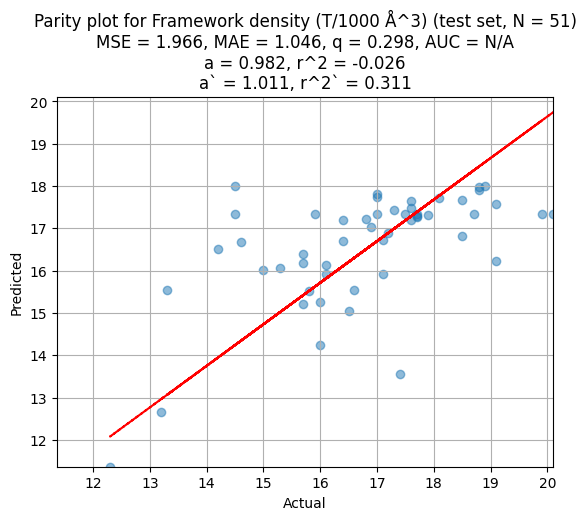 Parity plot for Framework density (T/1000 Å^3) (test set, N = 51)
MSE = 1.966, MAE = 1.046, q = 0.298, AUC = N/A
a = 0.982, r^2 = -0.026
a` = 1.011, r^2` = 0.311
20
19
18
17
16
15
14
13
12
Predicted
12 13 14 15 16 17 18 19 20
Actual